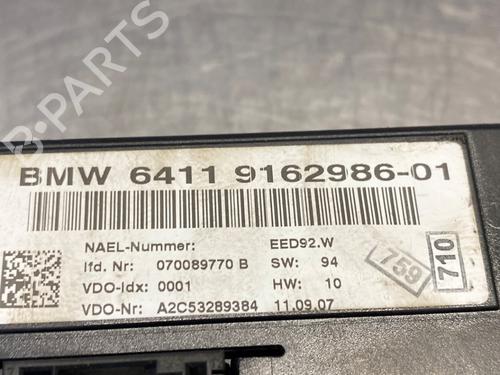 BMW 6411 9162986-01
NAEL-Nummer: EED92.W
lfd. Nr: 070089770 B SW: 94
VDO-Idx: 0001 HW: 10
VDO-Nr: A2C53289384 11.09.07
759
710
B-PARTS